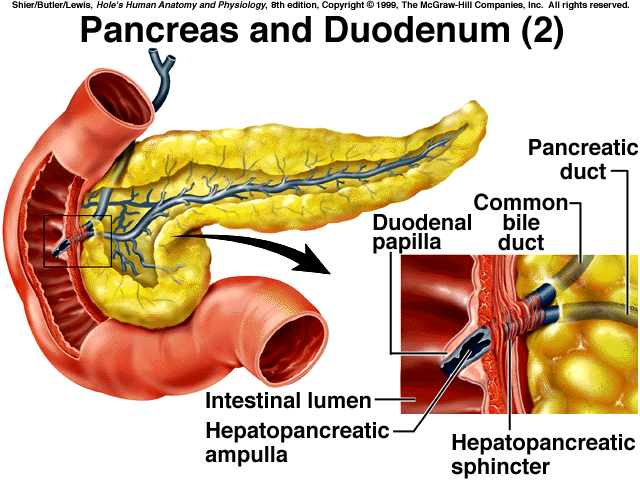 Shier/Butler/Lewis, Hole's Human Anatomy and Physiology, 8th edition, Copyright © 1999, The McGraw-Hill Companies, Inc. All rights reserved.
Pancreas and Duodenum (2)
Pancreatic
duct
Common
bile
duct
Duodenal
papilla
Intestinal lumen
Hepatopancreatic
ampulla
Hepatopancreatic
sphincter